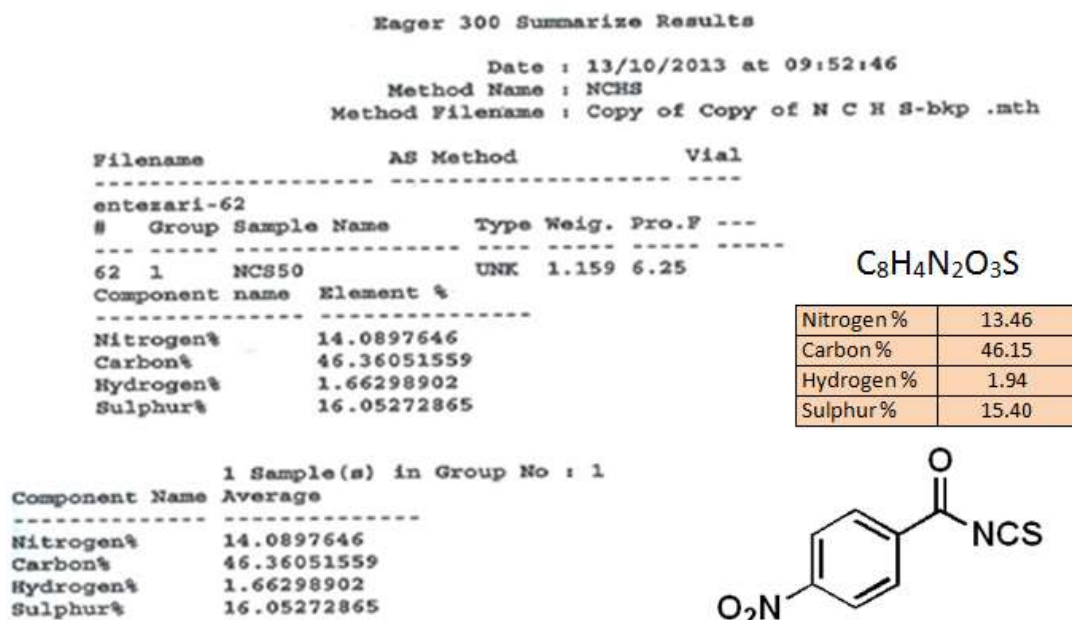 Eager 300 Summarize Results
Date : 13/10/2013 at 09:52:46
Method Name : NCHS
Method Filename : Copy of Copy of N C H S-bkp .mth
Filename AS Method Vial
-------------------- -------------------- ----
entezari-62
# Group Sample Name Type Weig. Pro.F ---
--- ----- ---------------- ---- ----- ----- -----
62 1 NCS50 UNK 1.159 6.25
Component name Element %
--------------- ---------------
Nitrogen% 14.0897646
Carbon% 46.36051559
Hydrogen% 1.66298902
Sulphur% 16.05272865
1 Sample(s) in Group No : 1
Component Name Average
-------------- --------------
Nitrogen% 14.0897646
Carbon% 46.36051559
Hydrogen% 1.66298902
Sulphur% 16.05272865
C8H4N2O3S
Nitrogen % 13.46
Carbon % 46.15
Hydrogen % 1.94
Sulphur % 15.40
O
NCS
O2N